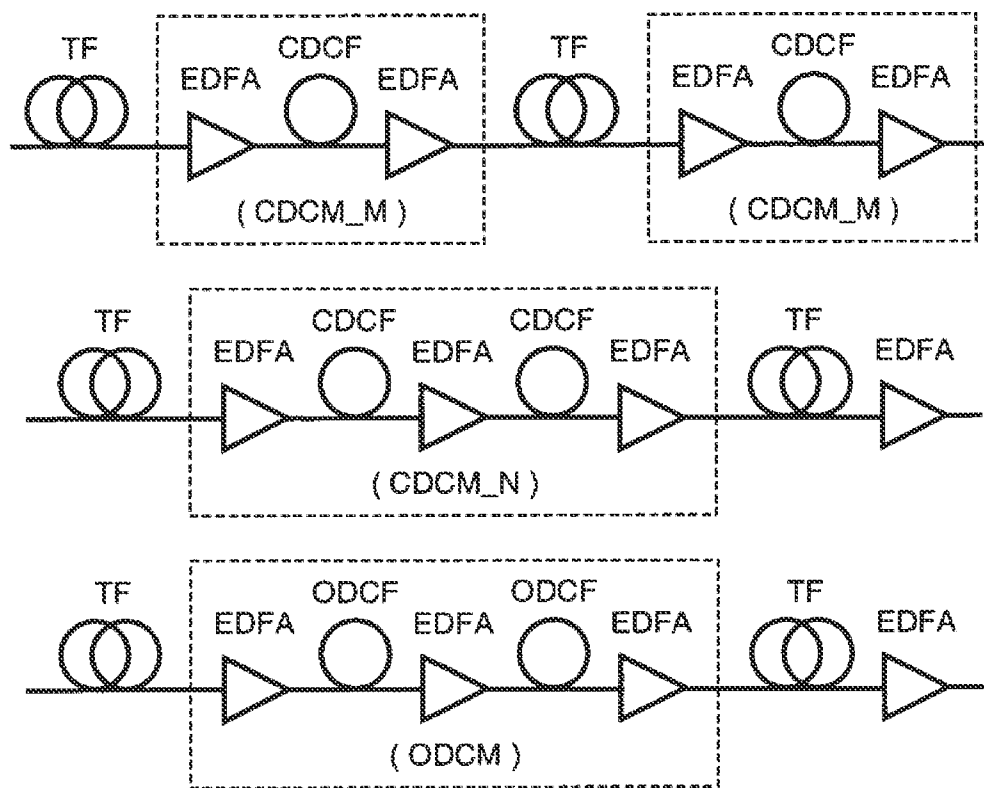 TF CDCF TF CDCF
EDFA EDFA EDFA EDFA
( CDCM_M ) ( CDCM_M )
TF CDCF CDCF TF
EDFA EDFA EDFA EDFA
( CDCM_N )
TF ODCF ODCF TF
EDFA EDFA EDFA EDFA
( ODCM )